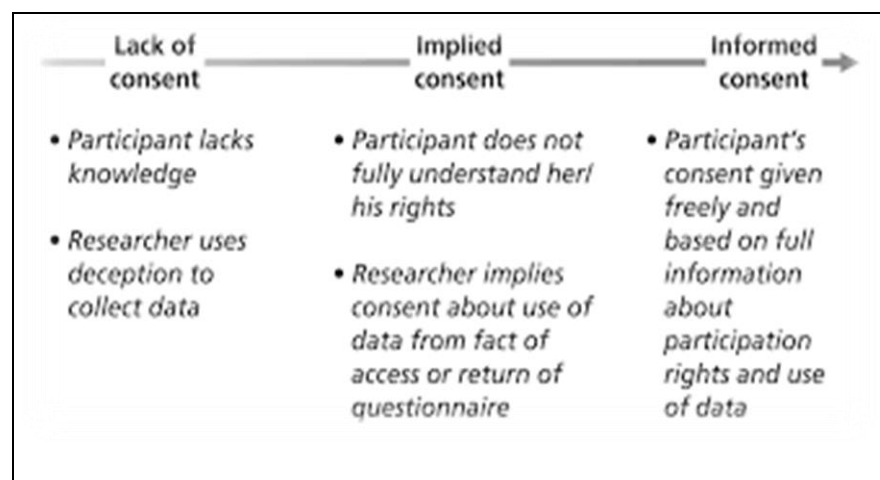 Lack of
consent
Implied
consent
Informed
consent
• Participant lacks
knowledge
• Researcher uses
deception to
collect data
• Participant does not
fully understand her/
his rights
• Researcher implies
consent about use of
data from fact of
access or return of
questionnaire
• Participant's
consent given
freely and
based on full
information
about
participation
rights and use
of data